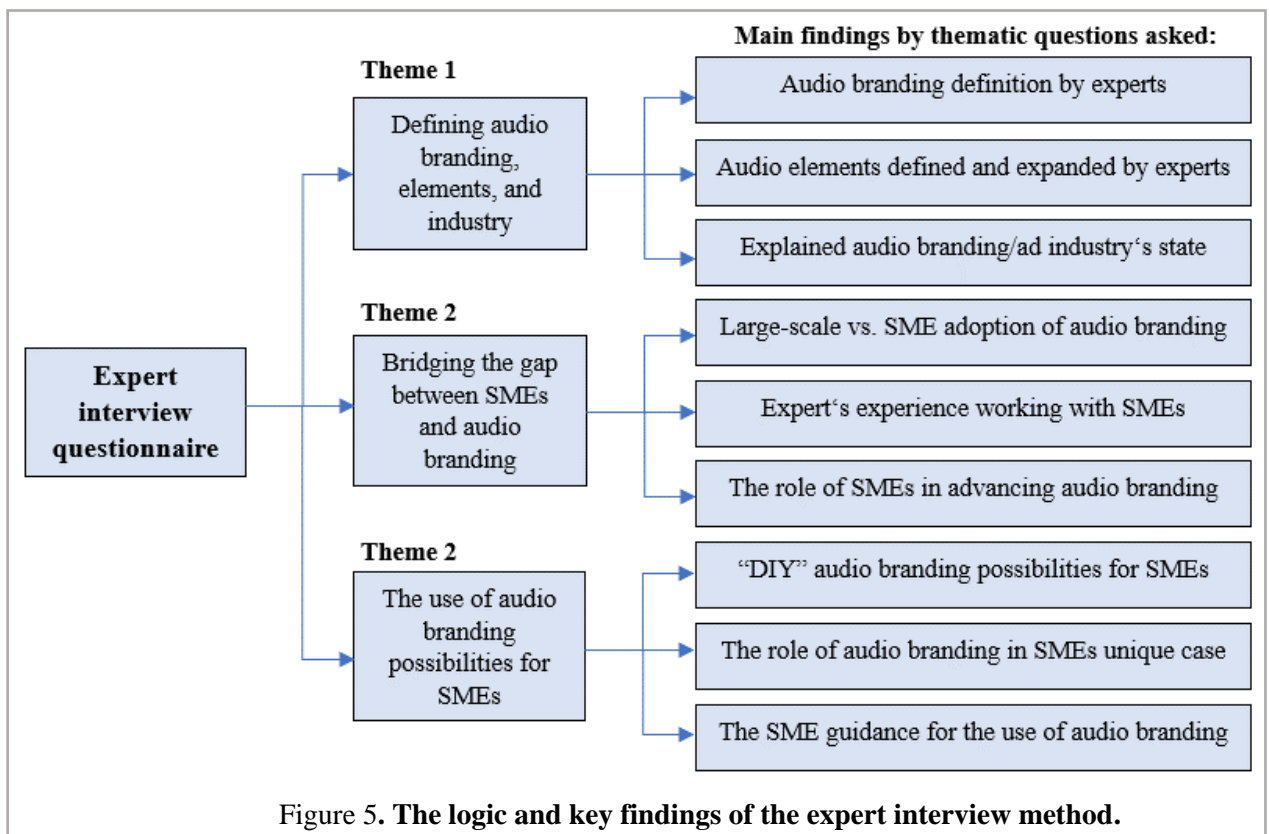 Main findings by thematic questions asked:
Theme 1
Defining audio
branding,
elements, and
industry
Audio branding definition by experts
Audio elements defined and expanded by experts
Explained audio branding/ad industry‘s state
Expert
interview
questionnaire
Theme 2
Bridging the gap
between SMEs
and audio
branding
Large-scale vs. SME adoption of audio branding
Expert‘s experience working with SMEs
The role of SMEs in advancing audio branding
Theme 2
The use of audio
branding
possibilities for
SMEs
“DIY” audio branding possibilities for SMEs
The role of audio branding in SMEs unique case
The SME guidance for the use of audio branding
Figure 5. The logic and key findings of the expert interview method.